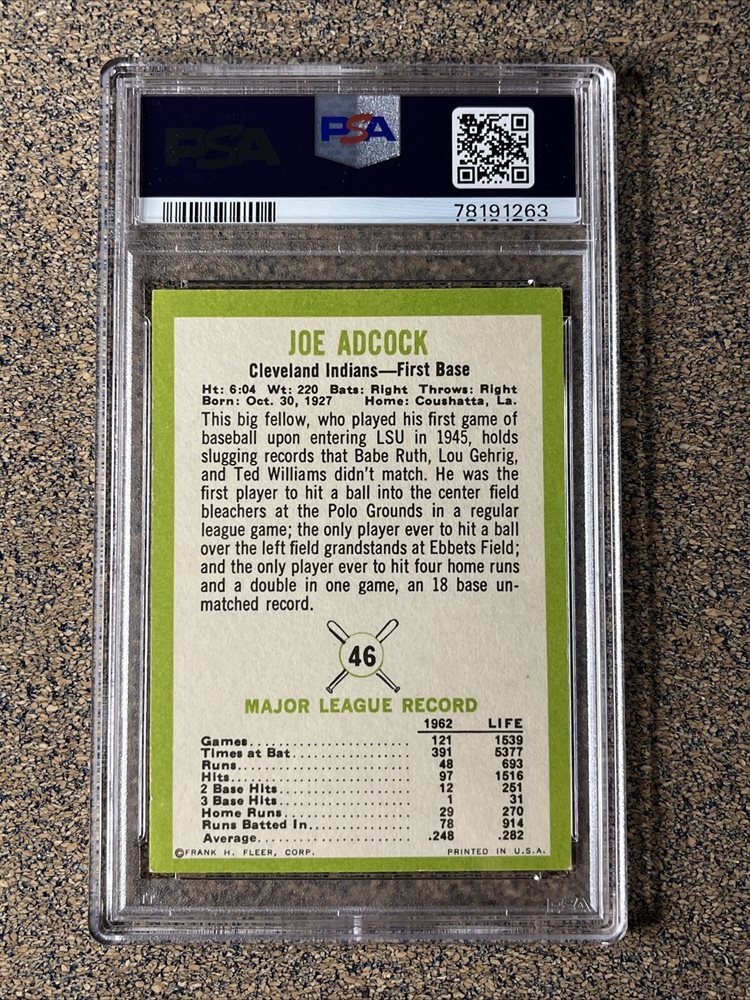 PSA
PSA
78191263
JOE ADCOCK
Cleveland Indians—First Base
Ht: 6:04 Wt: 220 Bats: Right Throws: Right
Born: Oct. 30, 1927 Home: Coushatta, La.
This big fellow, who played his first game of
baseball upon entering LSU in 1945, holds
slugging records that Babe Ruth, Lou Gehrig,
and Ted Williams didn't match. He was the
first player to hit a ball into the center field
bleachers at the Polo Grounds in a regular
league game; the only player ever to hit a ball
over the left field grandstands at Ebbets Field;
and the only player ever to hit four home runs
and a double in one game, an 18 base un-
matched record.
46
MAJOR LEAGUE RECORD
1962 LIFE
Games 121 1539
Times at Bat 391 5377
Runs 48 693
Hits 97 1516
2 Base Hits 12 251
3 Base Hits 1 31
Home Runs 29 270
Runs Batted In 78 914
Average .248 .282
©FRANK H. FLEER, CORP. PRINTED IN U.S.A.
PSA